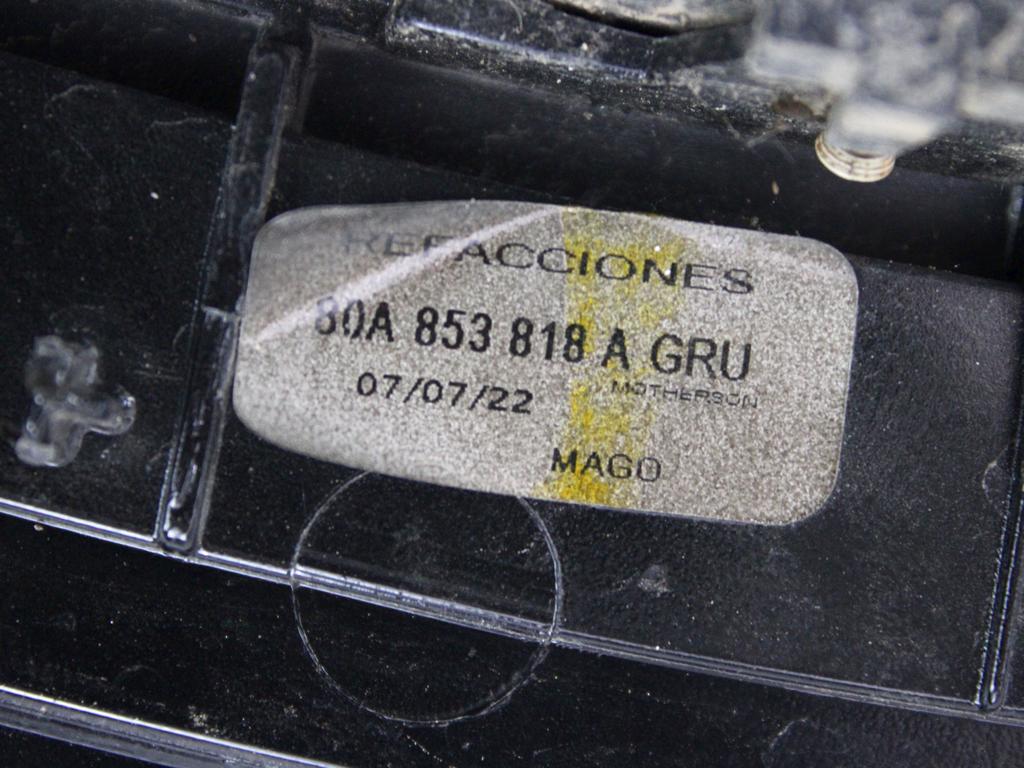 REFACCIONES
80A 853 818 A GRU
07/07/22
MOTHERSON
MAGO